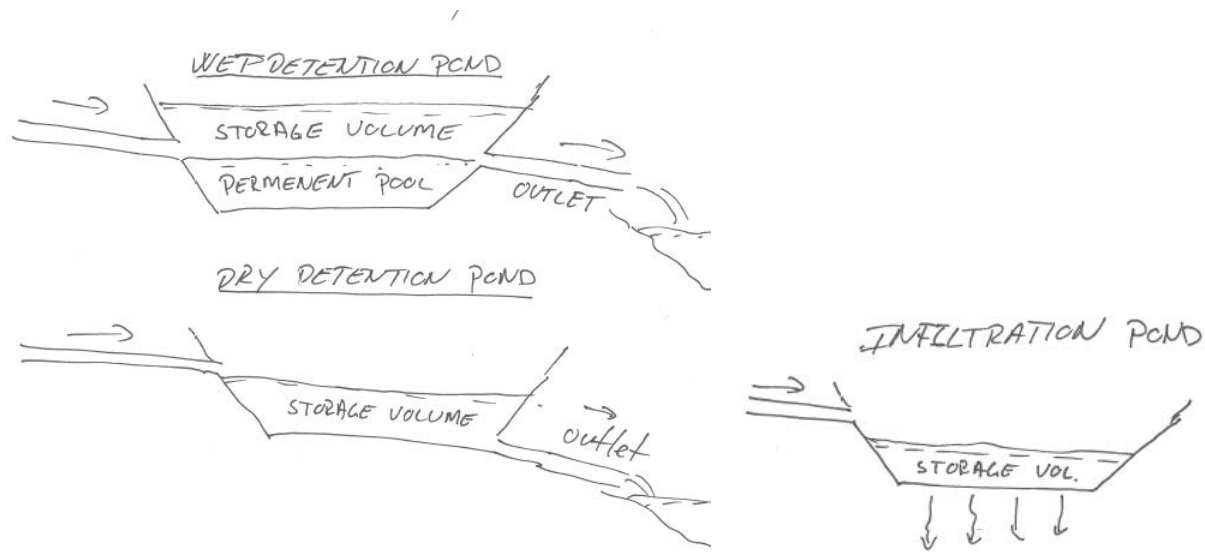 WET DETENTION POND
STORAGE VOLUME
PERMENENT POOL
OUTLET
DRY DETENTION POND
STORAGE VOLUME
outlet
INFILTRATION POND
STORAGE VOL.